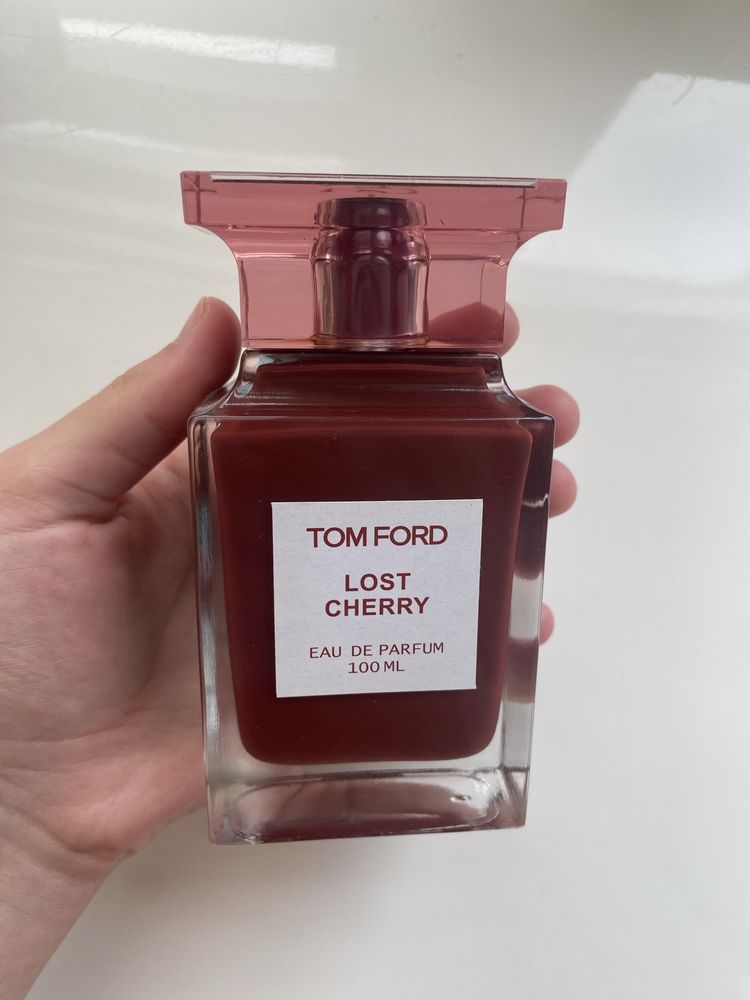 TOM FORD
LOST
CHERRY
EAU DE PARFUM
100 ML